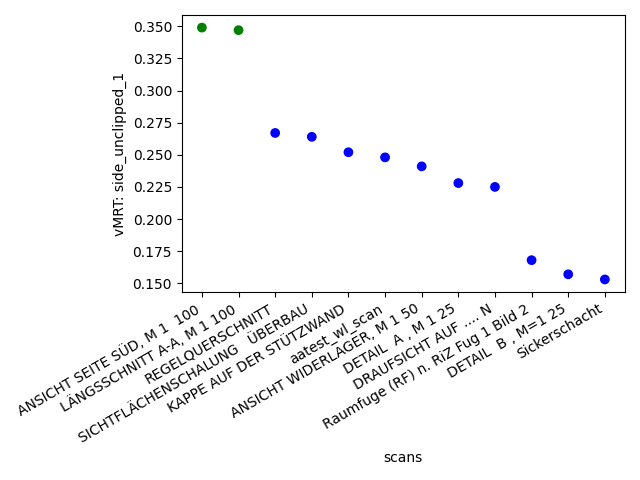 0.350
0.325
0.300
0.275
0.250
0.225
0.200
0.175
0.150
vMRT: side_unclipped_1
ANSICHT SEITE SÜD, M 1  100
LÄNGSSCHNITT A-A, M 1 100
REGELQUERSCHNITT
SICHTFLÄCHENSCHALUNG   ÜBERBAU
KAPPE AUF DER STÜTZWAND
aatest_wl_scan
ANSICHT WIDERLAGER, M 1 50
DETAIL  A , M 1 25
DRAUFSICHT AUF .... N
Raumfuge (RF) n. RiZ Fug 1 Bild 2
DETAIL  B , M=1 25
Sickerschacht
scans